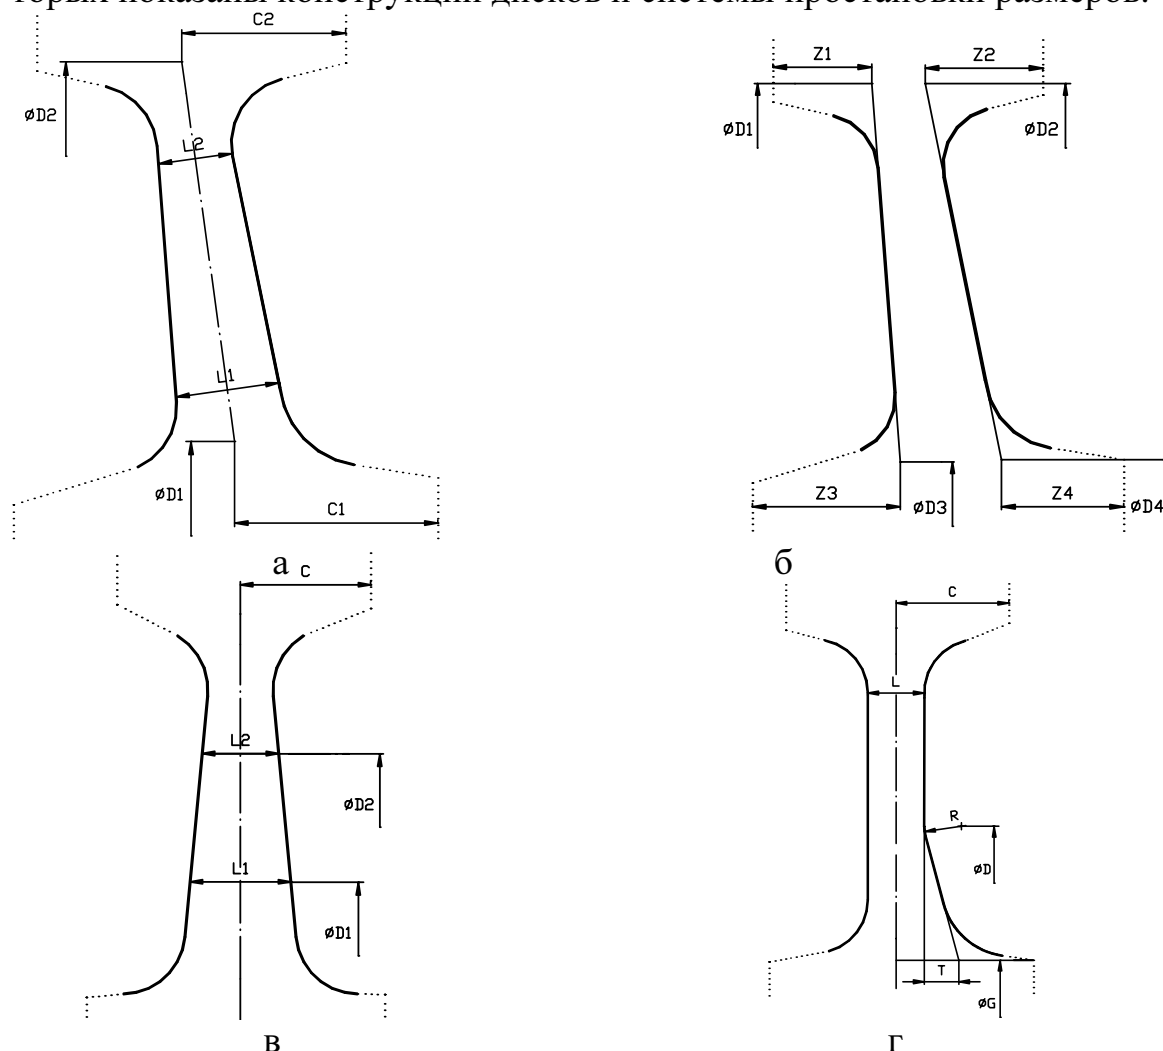 торых показаны конструкции дисков и системы простановки размеров.
C2
Z1
Z2
øD2
øD1
øD2
L2
L1
øD1
C1
Z3
øD3
Z4
øD4
а
б
C
C
L
L2
øD2
R
L1
øD
øD1
T
øG
в
г